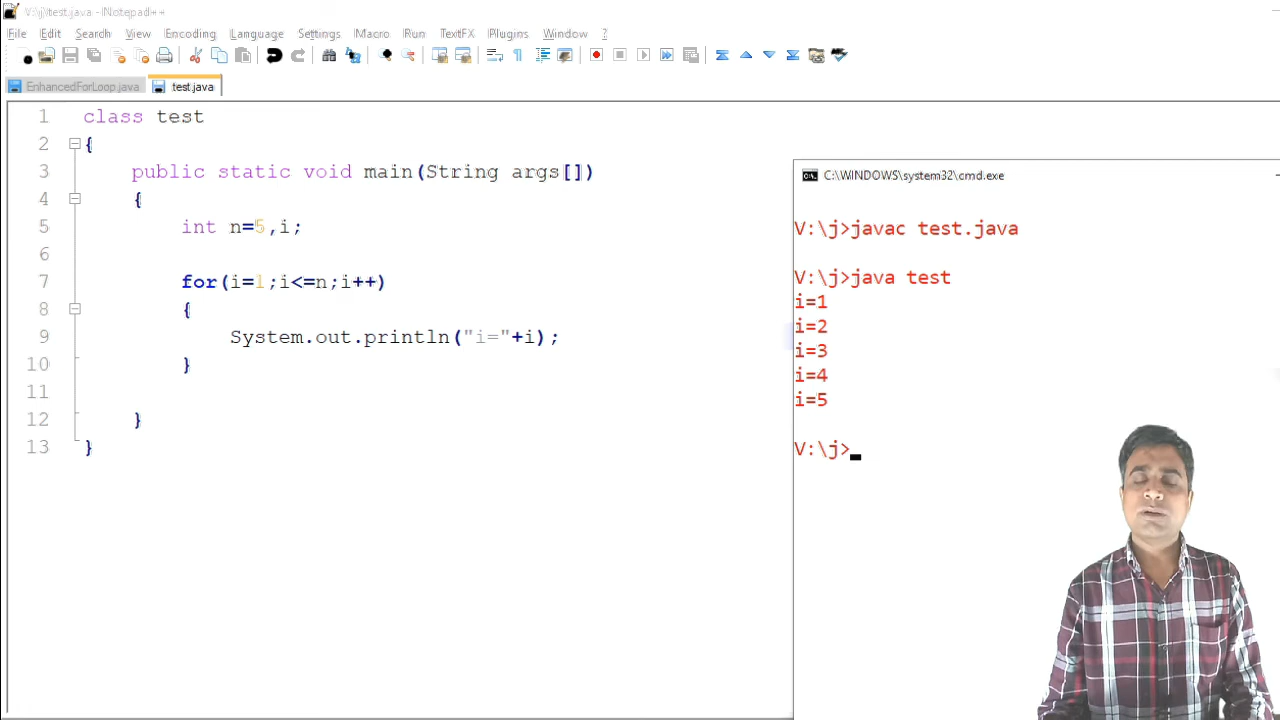 V:\j\test.java - Notepad++
File Edit Search View Encoding Language Settings Macro Run TextFX Plugins Window ?
EnhancedForLoop.java test.java
1 class test
2 {
3 public static void main(String args[])
4 {
5 int n=5,i;
6
7 for(i=1;i<=n;i++)
8 {
9 System.out.println("i="+i);
10 }
11
12 }
13 }
C:\WINDOWS\system32\cmd.exe
V:\j>javac test.java
V:\j>java test
i=1
i=2
i=3
i=4
i=5
V:\j>